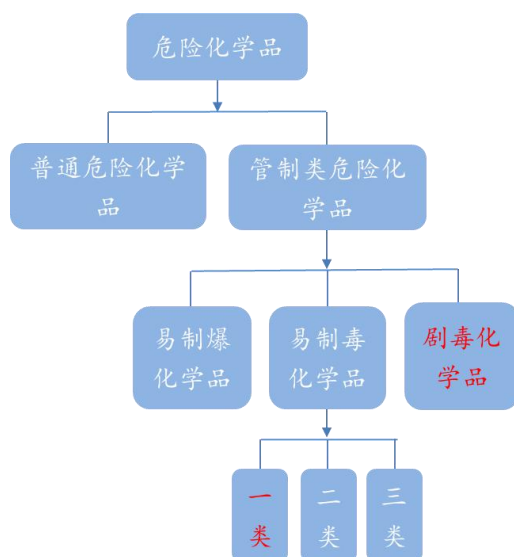 危险化学品
普通危险化学
品
管制类危险化
学品
易制爆
化学品
易制毒
化学品
剧毒化
学品
一
类
二
类
三
类